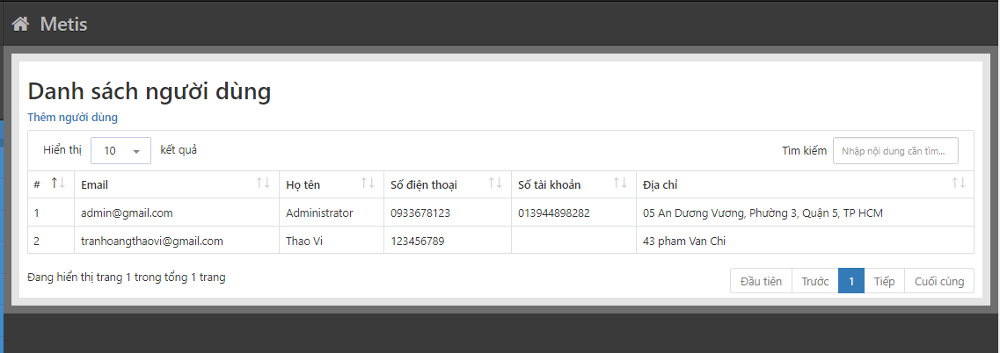 Metis
Danh sách người dùng
Thêm người dùng
Hiển thị 10 kết quả Tìm kiếm Nhập nội dung cần tìm...
# Email Họ tên Số điện thoại Số tài khoản Địa chỉ
1 admin@gmail.com Administrator 0933678123 013944898282 05 An Dương Vương, Phường 3, Quận 5, TP HCM
2 tranhoangthaovi@gmail.com Thao Vi 123456789 43 pham Van Chi
Đang hiển thị trang 1 trong tổng 1 trang Đầu tiên Trước 1 Tiếp Cuối cùng